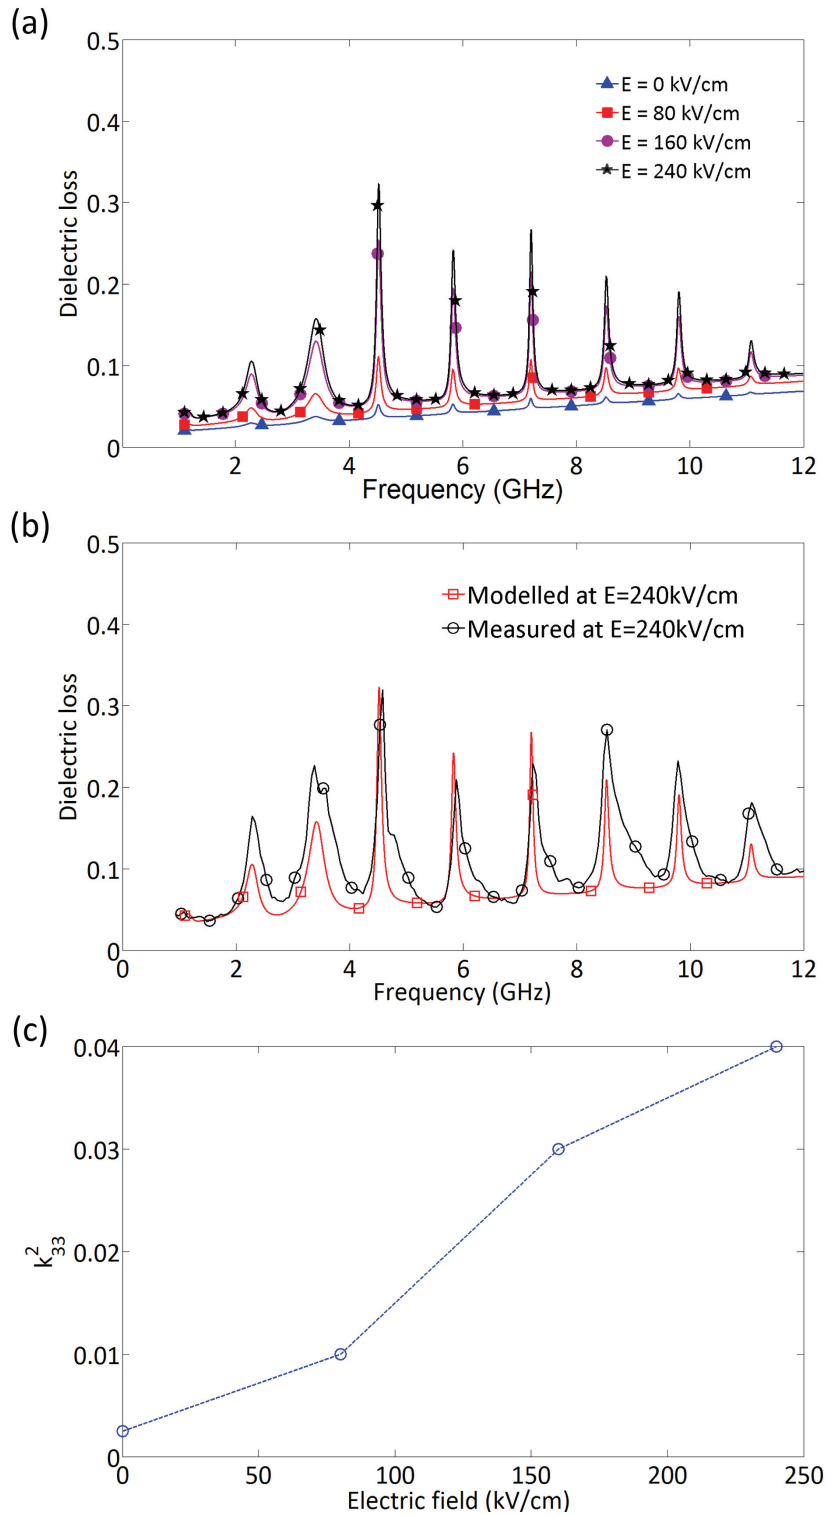 (a)
0.5
0.4
0.3
0.2
0.1
0
Dielectric loss
E = 0 kV/cm
E = 80 kV/cm
E = 160 kV/cm
E = 240 kV/cm
2 4 6 8 10 12
Frequency (GHz)
(b)
0.5
0.4
0.3
0.2
0.1
0
Dielectric loss
Modelled at E=240kV/cm
Measured at E=240kV/cm
0 2 4 6 8 10 12
Frequency (GHz)
(c)
0.04
0.03
0.02
0.01
0
k²₃₃
0 50 100 150 200 250
Electric field (kV/cm)